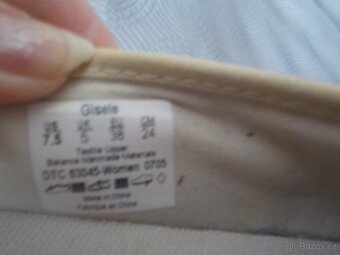 Gisele
US UK EU CN
7.5 5 38 24
Textile Upper
Balance Manmade Materials
DTC 63045-Women 0705
Made in China
Fabrique en Chine